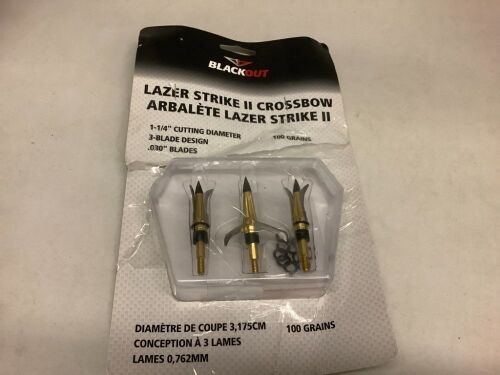 BLACKOUT
LAZER STRIKE II CROSSBOW
ARBALÈTE LAZER STRIKE II
1-1/4" CUTTING DIAMETER 100 GRAINS
3-BLADE DESIGN
.030" BLADES
DIAMÈTRE DE COUPE 3,175CM 100 GRAINS
CONCEPTION À 3 LAMES
LAMES 0,762MM